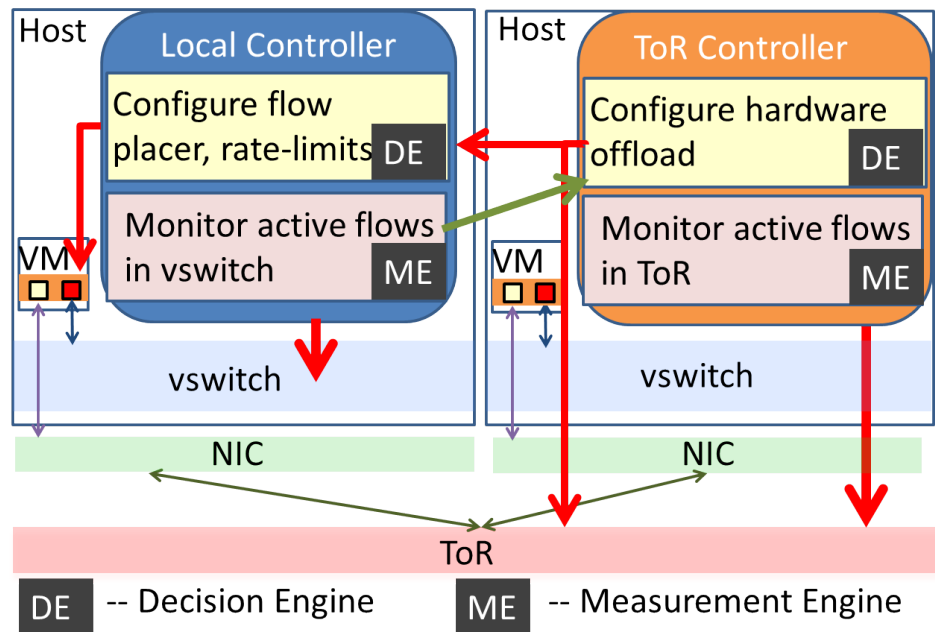 Host
Local Controller
Configure flow
placer, rate-limits
DE
Monitor active flows
in vswitch
ME
VM
vswitch
NIC
Host
ToR Controller
Configure hardware
offload
DE
Monitor active flows
in ToR
ME
VM
vswitch
NIC
ToR
DE -- Decision Engine
ME -- Measurement Engine